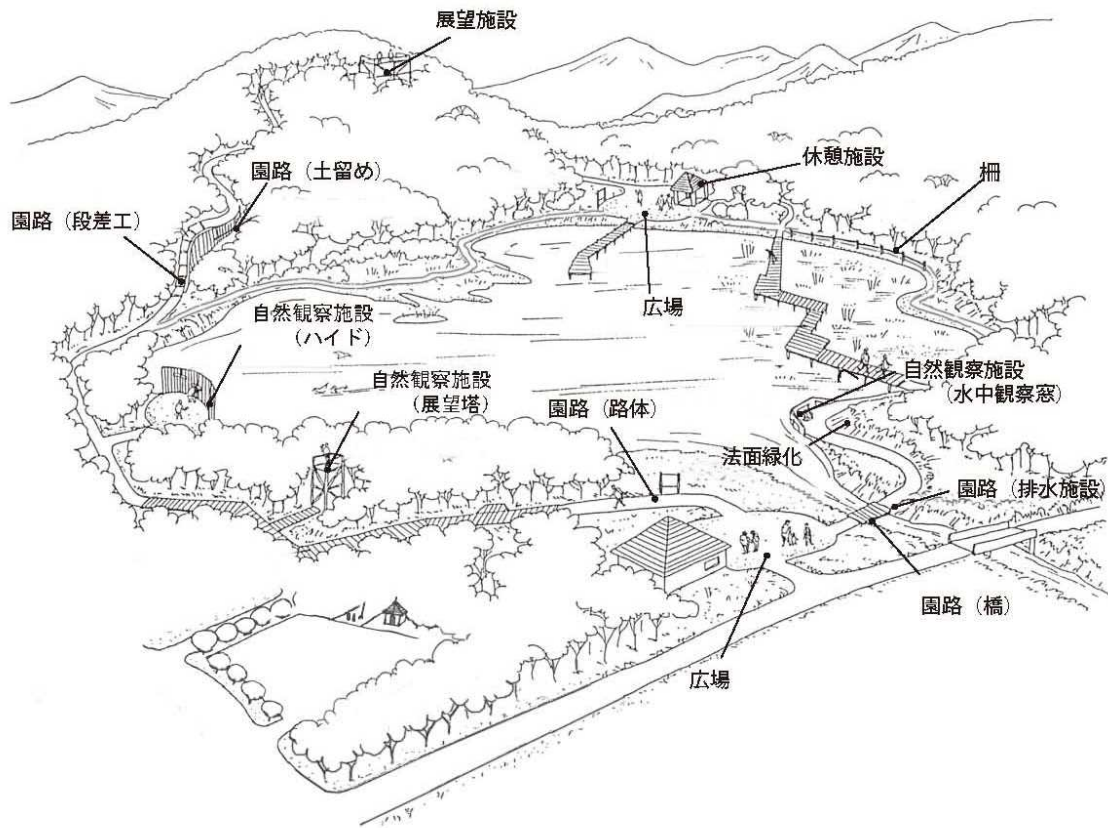 展望施設
休憩施設
柵
園路（土留め）
園路（段差工）
広場
自然観察施設
（ハイド）
自然観察施設
（展望塔）
園路（路体）
自然観察施設
（水中観察窓）
法面緑化
園路（排水施設）
園路（橋）
広場